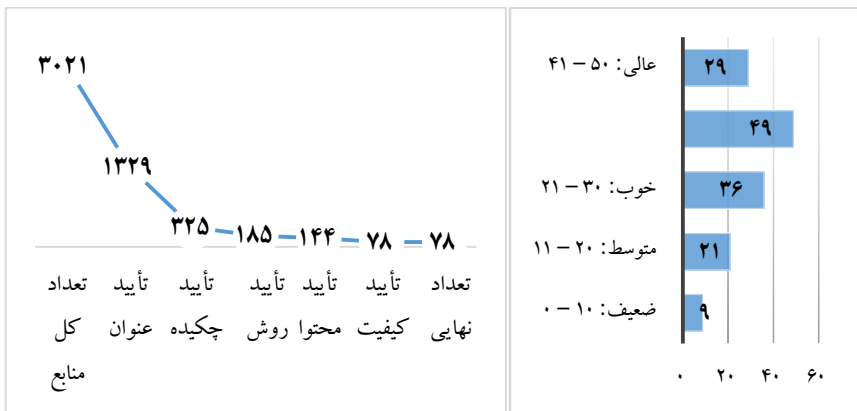 ۳۰۲۱
۱۳۲۹
۳۲۵
۱۸۵
۱۴۴
۷۸
۷۸
تعداد کل منابع
تأیید عنوان
تأیید چکیده
تأیید روش
تأیید محتوا
تأیید کیفیت
تعداد نهایی
عالی: ۵۰ – ۴۱
۲۹
۴۹
خوب: ۳۰ – ۲۱
۳۶
متوسط: ۲۰ – ۱۱
۲۱
ضعیف: ۱۰ – ۰
۹
۰ ۲۰ ۴۰ ۶۰